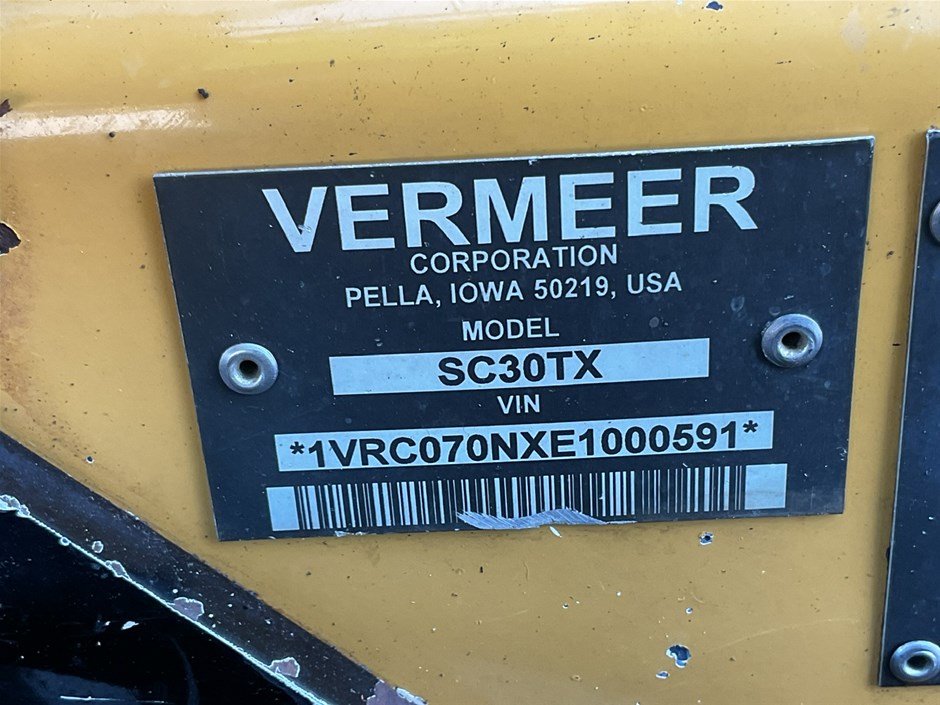 VERMEER
CORPORATION
PELLA, IOWA 50219, USA
MODEL
SC30TX
VIN
*1VRC070NXE1000591*